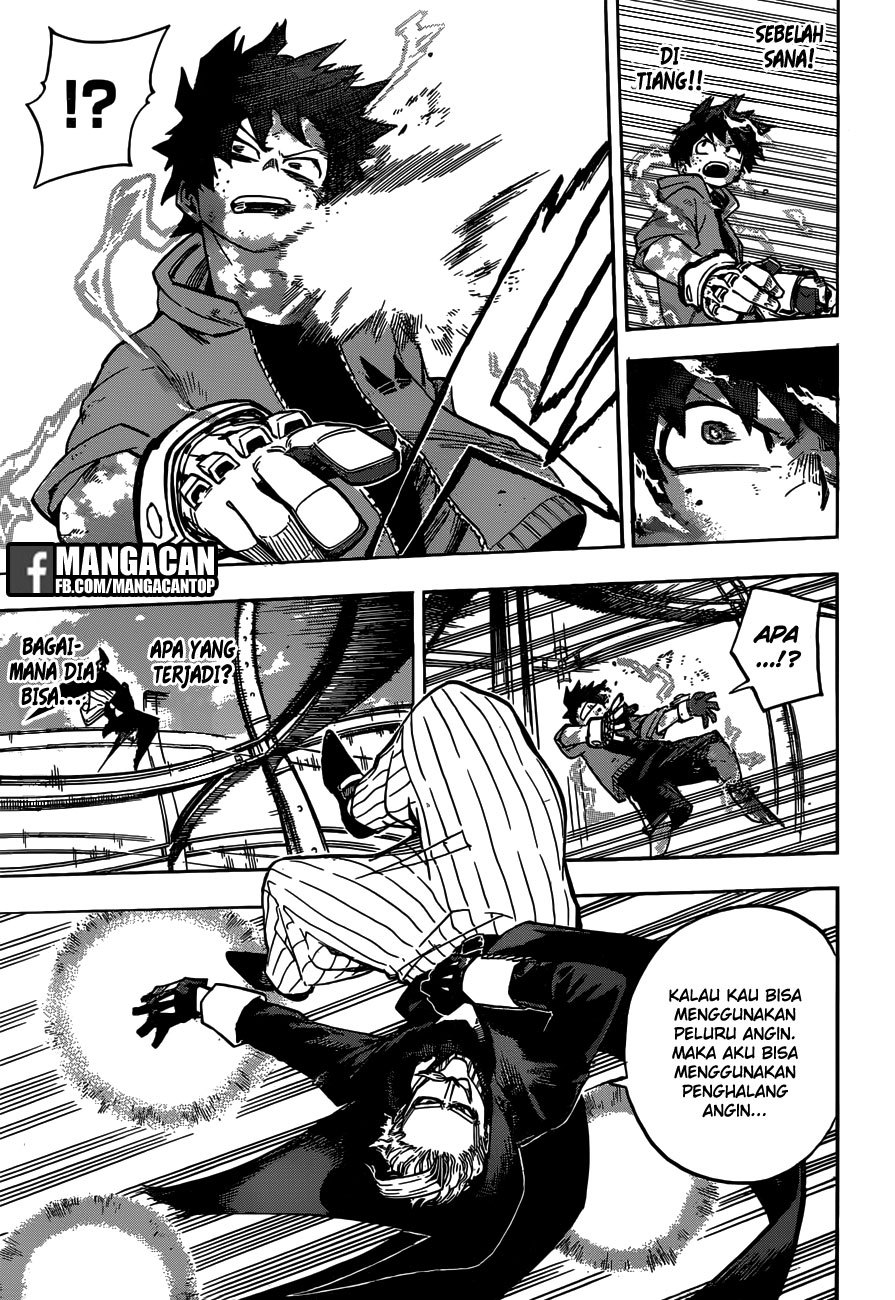 SEBELAH
SANA!
DI
TIANG!!
!?
MANGACAN
FB.COM/MANGACANTOP
APA
...!?
APA YANG
TERJADI?
BAGAI-
MANA DIA
BISA...
KALAU KAU BISA
MENGGUNAKAN
PELURU ANGIN.
MAKA AKU BISA
MENGGUNAKAN
PENGHALANG
ANGIN...